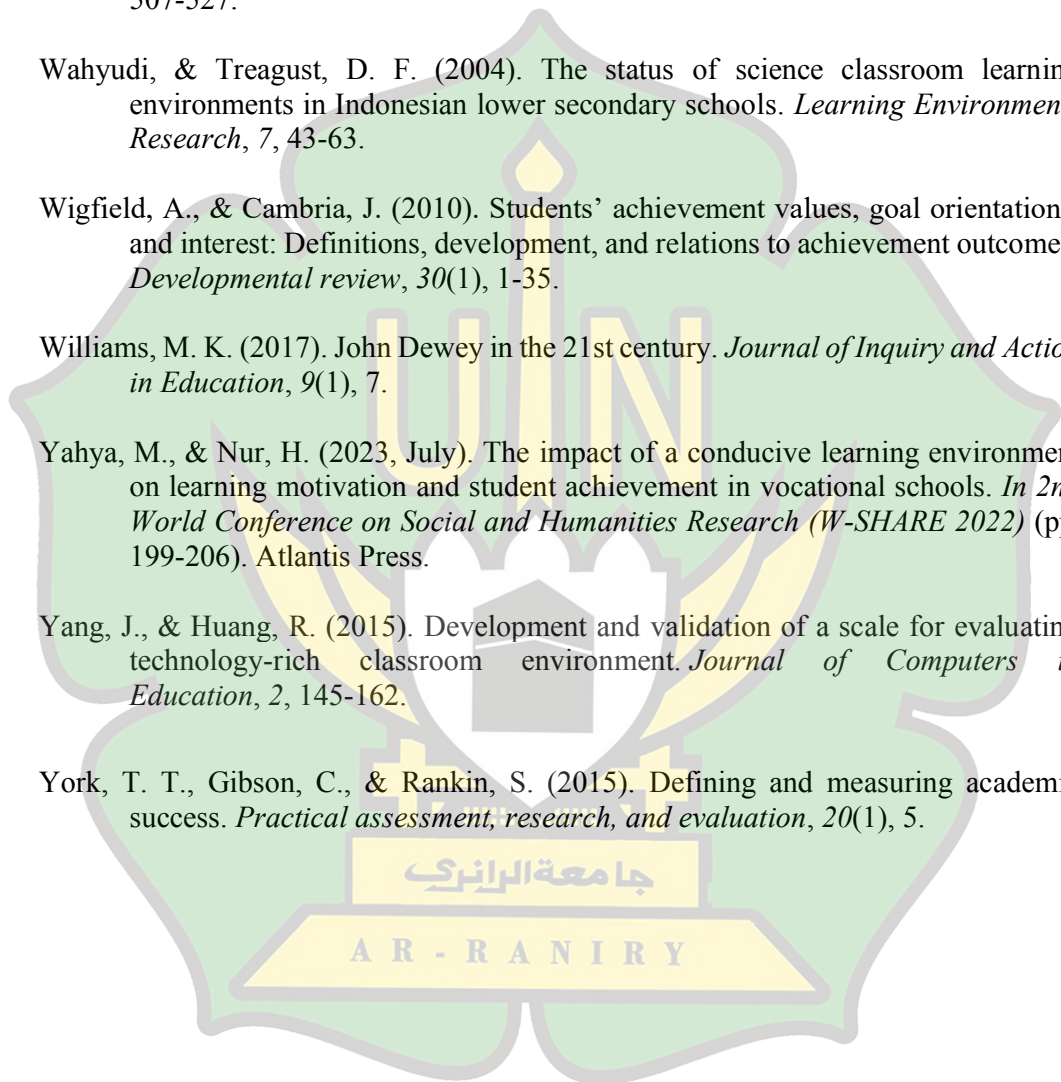 507-527.
Wahyudi, & Treagust, D. F. (2004). The status of science classroom learnin
environments in Indonesian lower secondary schools. Learning Environmen
Research, 7, 43-63.
Wigfield, A., & Cambria, J. (2010). Students’ achievement values, goal orientation
and interest: Definitions, development, and relations to achievement outcome
Developmental review, 30(1), 1-35.
Williams, M. K. (2017). John Dewey in the 21st century. Journal of Inquiry and Actio
in Education, 9(1), 7.
Yahya, M., & Nur, H. (2023, July). The impact of a conducive learning environmen
on learning motivation and student achievement in vocational schools. In 2n
World Conference on Social and Humanities Research (W-SHARE 2022) (p
199-206). Atlantis Press.
Yang, J., & Huang, R. (2015). Development and validation of a scale for evaluatin
technology-rich classroom environment. Journal of Computers i
Education, 2, 145-162.
York, T. T., Gibson, C., & Rankin, S. (2015). Defining and measuring academi
success. Practical assessment, research, and evaluation, 20(1), 5.
UIN
جامعةالرانري
AR-RANIRY